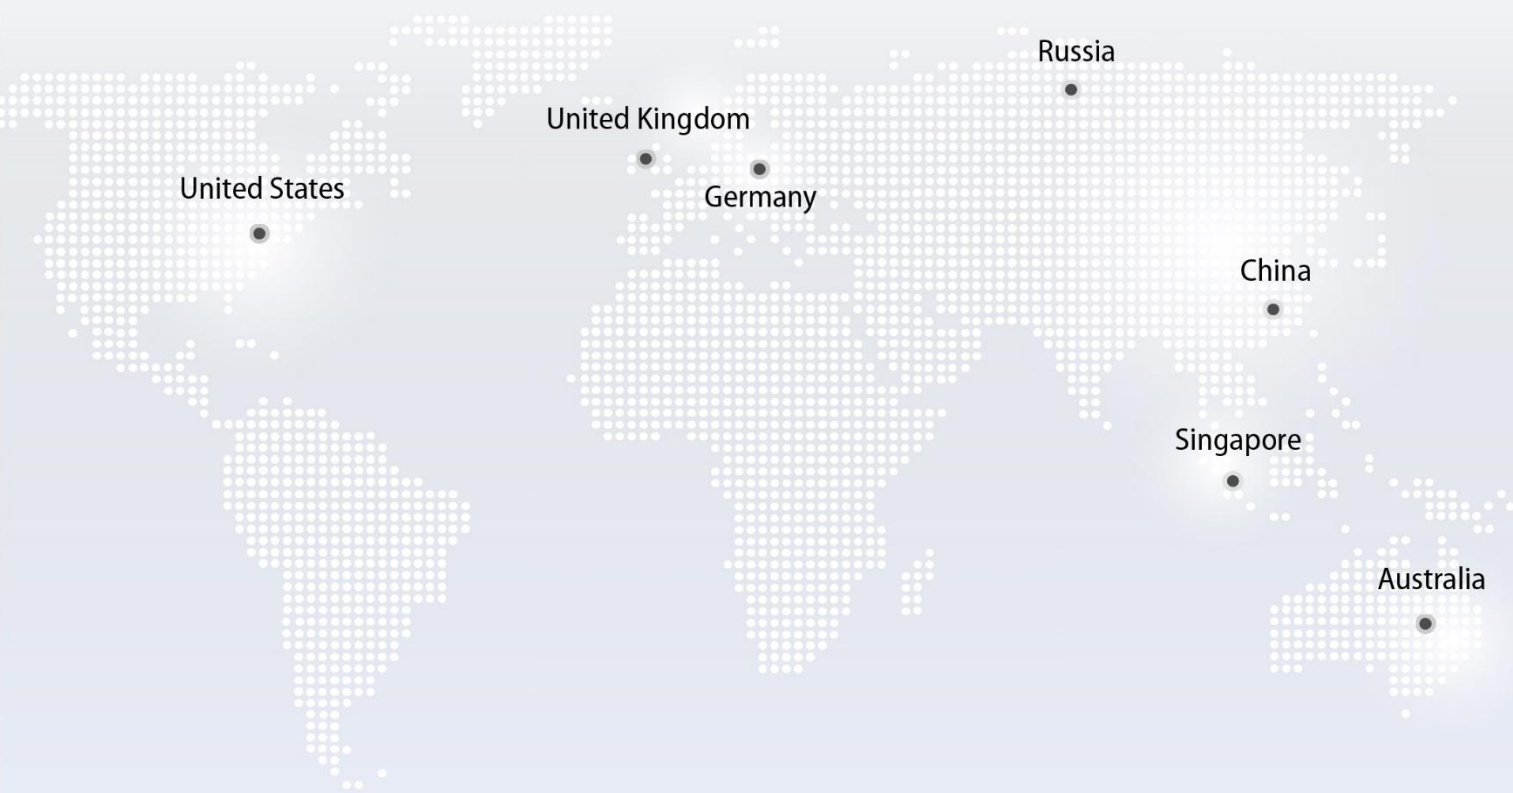 Russia
United Kingdom
United States
Germany
China
Singapore
Australia